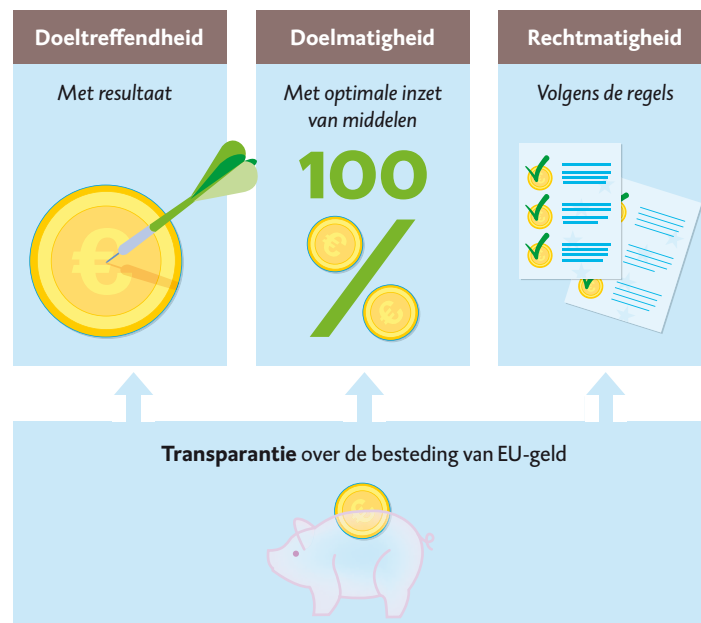 Doeltreffendheid
Met resultaat
Doelmatigheid
Met optimale inzet
van middelen
100
%
Rechtmatigheid
Volgens de regels
Transparantie over de besteding van EU-geld